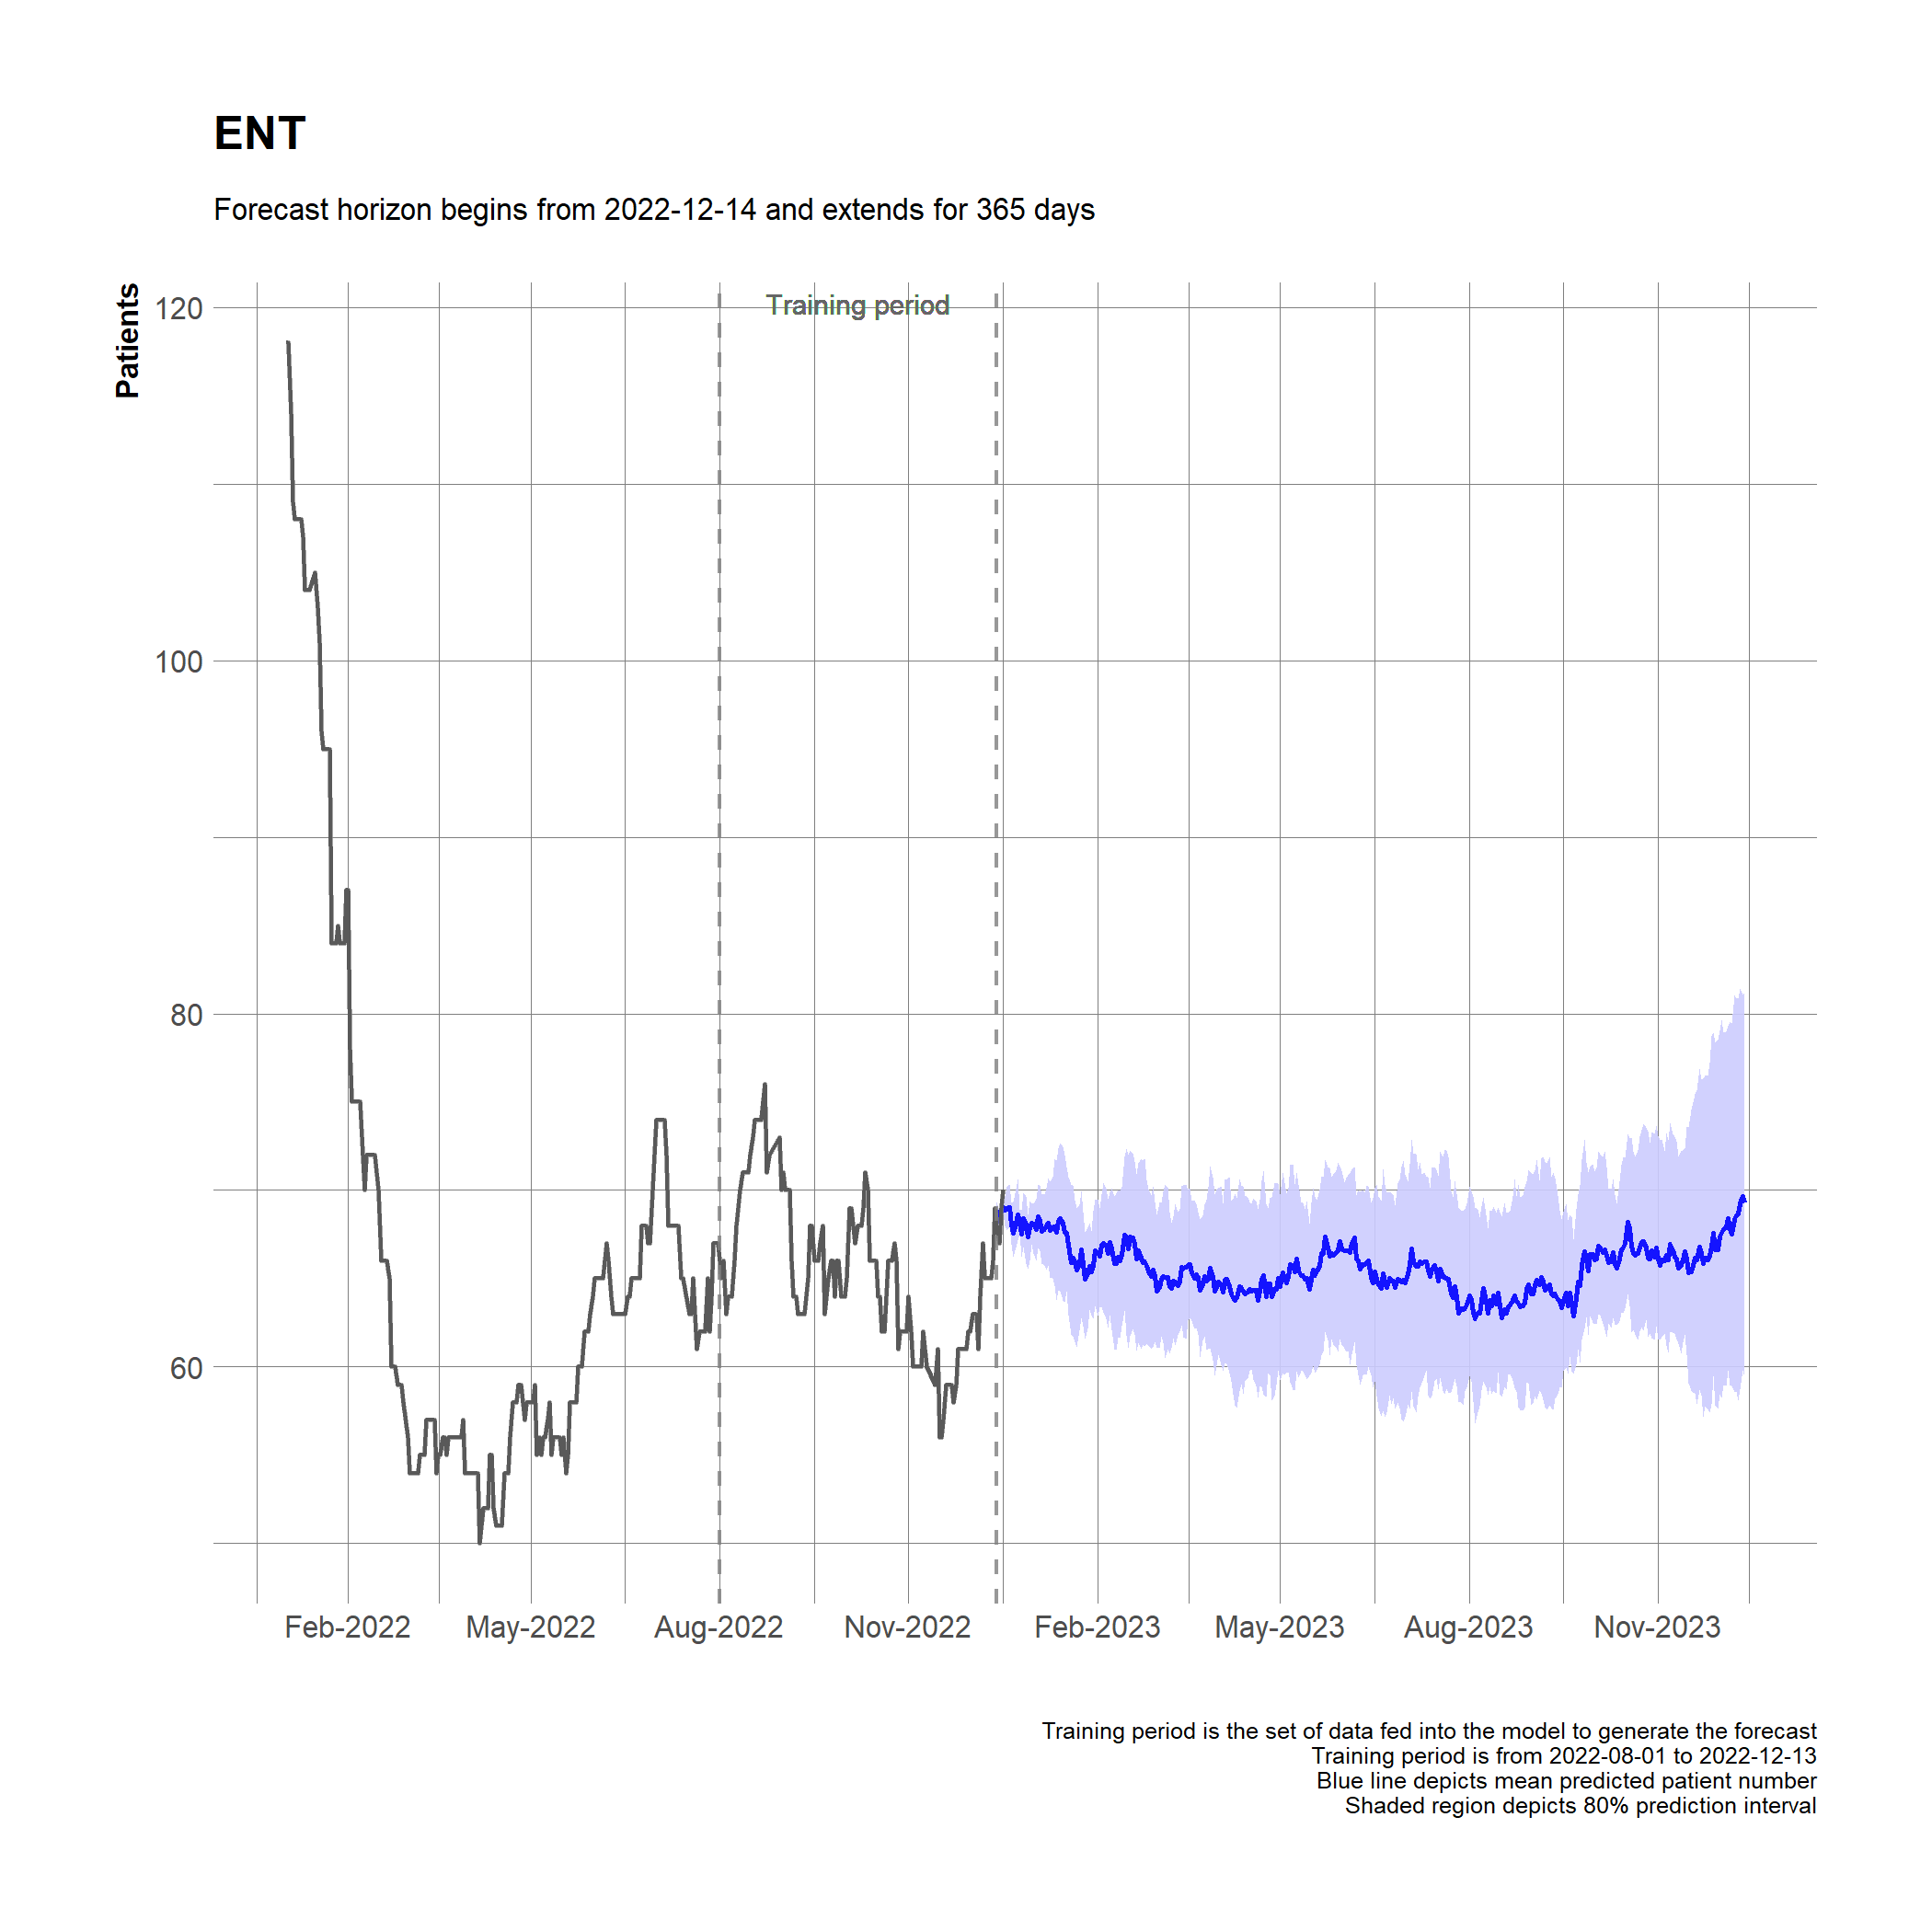 ENT
Forecast horizon begins from 2022-12-14 and extends for 365 days
Patients
Training period
120
100
80
60
Feb-2022 May-2022 Aug-2022 Nov-2022 Feb-2023 May-2023 Aug-2023 Nov-2023
Training period is the set of data fed into the model to generate the forecast
Training period is from 2022-08-01 to 2022-12-13
Blue line depicts mean predicted patient number
Shaded region depicts 80% prediction interval